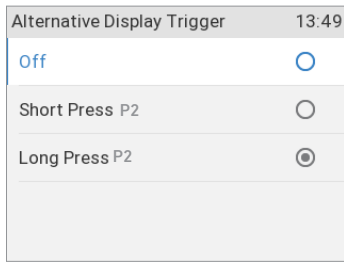 Alternative Display Trigger 13:49
Off
Short Press P2
Long Press P2